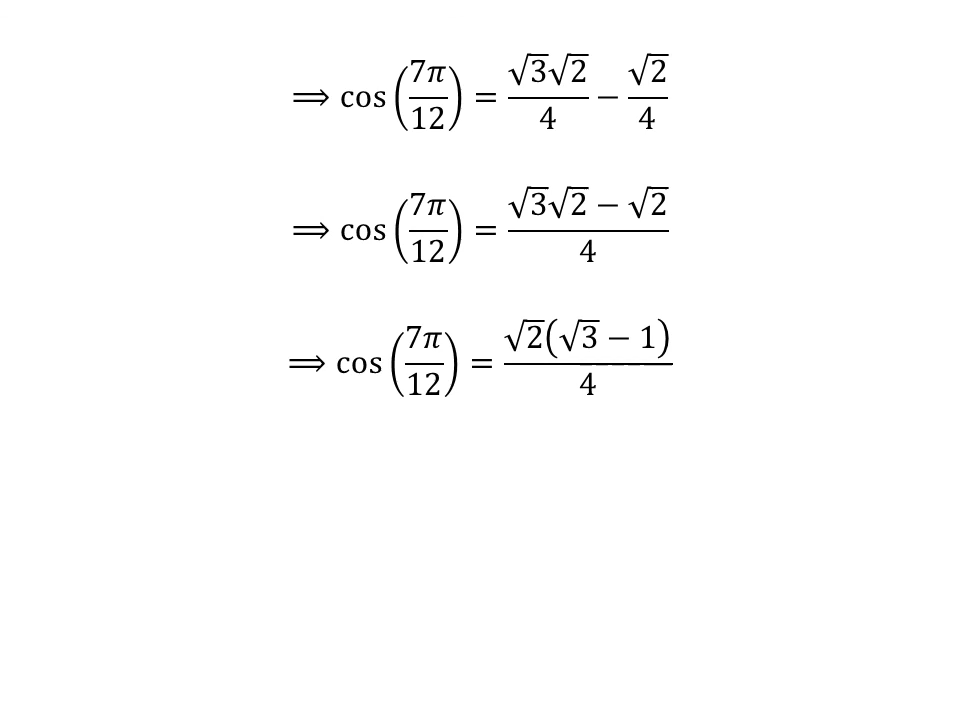 ⟹ cos(7π/12) = √3√2/4 − √2/4
⟹ cos(7π/12) = (√3√2 − √2)/4
⟹ cos(7π/12) = √2(√3 − 1)/4